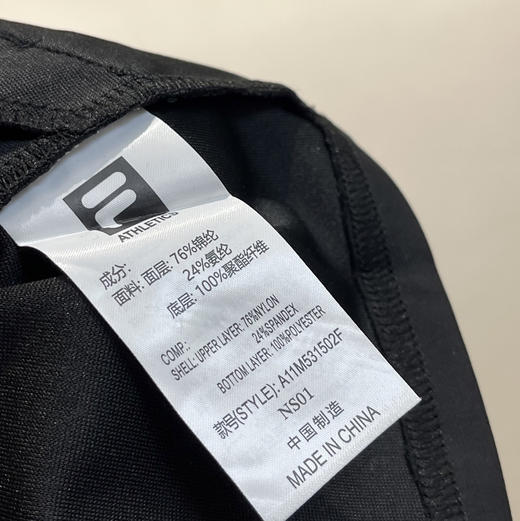 ATHLETICS
成分:
面料: 面层: 76%锦纶
24%氨纶
底层: 100%聚酯纤维
COMP.:
SHELL: UPPER LAYER: 76%NYLON
24%SPANDEX
BOTTOM LAYER: 100%POLYESTER
款号(STYLE): A11M531502F
NS01
中国制造
MADE IN CHINA